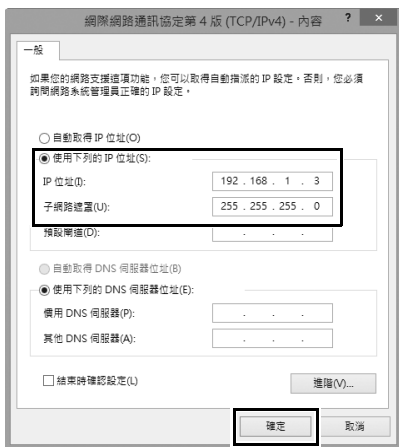 網際網路通訊協定第 4 版 (TCP/IPv4) - 內容 ? ×
一般
如果您的網路支援這項功能，您可以取得自動指派的 IP 設定。否則，您必須
詢問網路系統管理員正確的 IP 設定。
自動取得 IP 位址(O)
使用下列的 IP 位址(S):
IP 位址(I): 192 . 168 . 1 . 3
子網路遮罩(U): 255 . 255 . 255 . 0
預設閘道(D): . . .
自動取得 DNS 伺服器位址(B)
使用下列的 DNS 伺服器位址(E):
慣用 DNS 伺服器(P): . . .
其他 DNS 伺服器(A): . . .
結束時確認設定(L)
進階(V)...
確定 取消